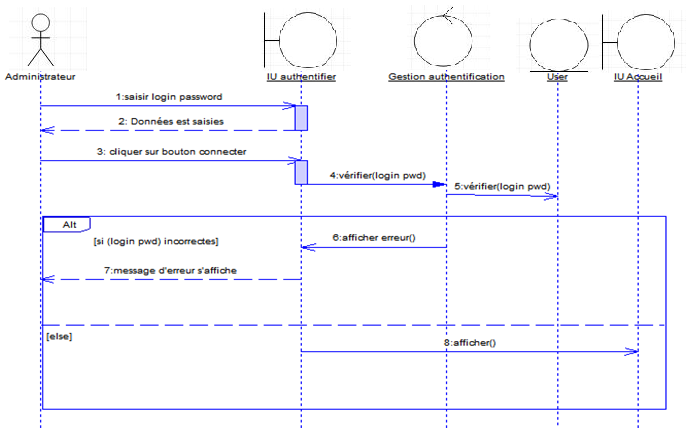 Administrateur
IU authentifier
Gestion authentification
User
IU Accueil
1:saisir login password
2: Données est saisies
3: cliquer sur bouton connecter
4:vérifier(login pwd)
5:vérifier(login pwd)
Alt
[si (login pwd) incorrectes]
6:afficher erreur()
7:message d'erreur s'affiche
[else]
8:afficher()